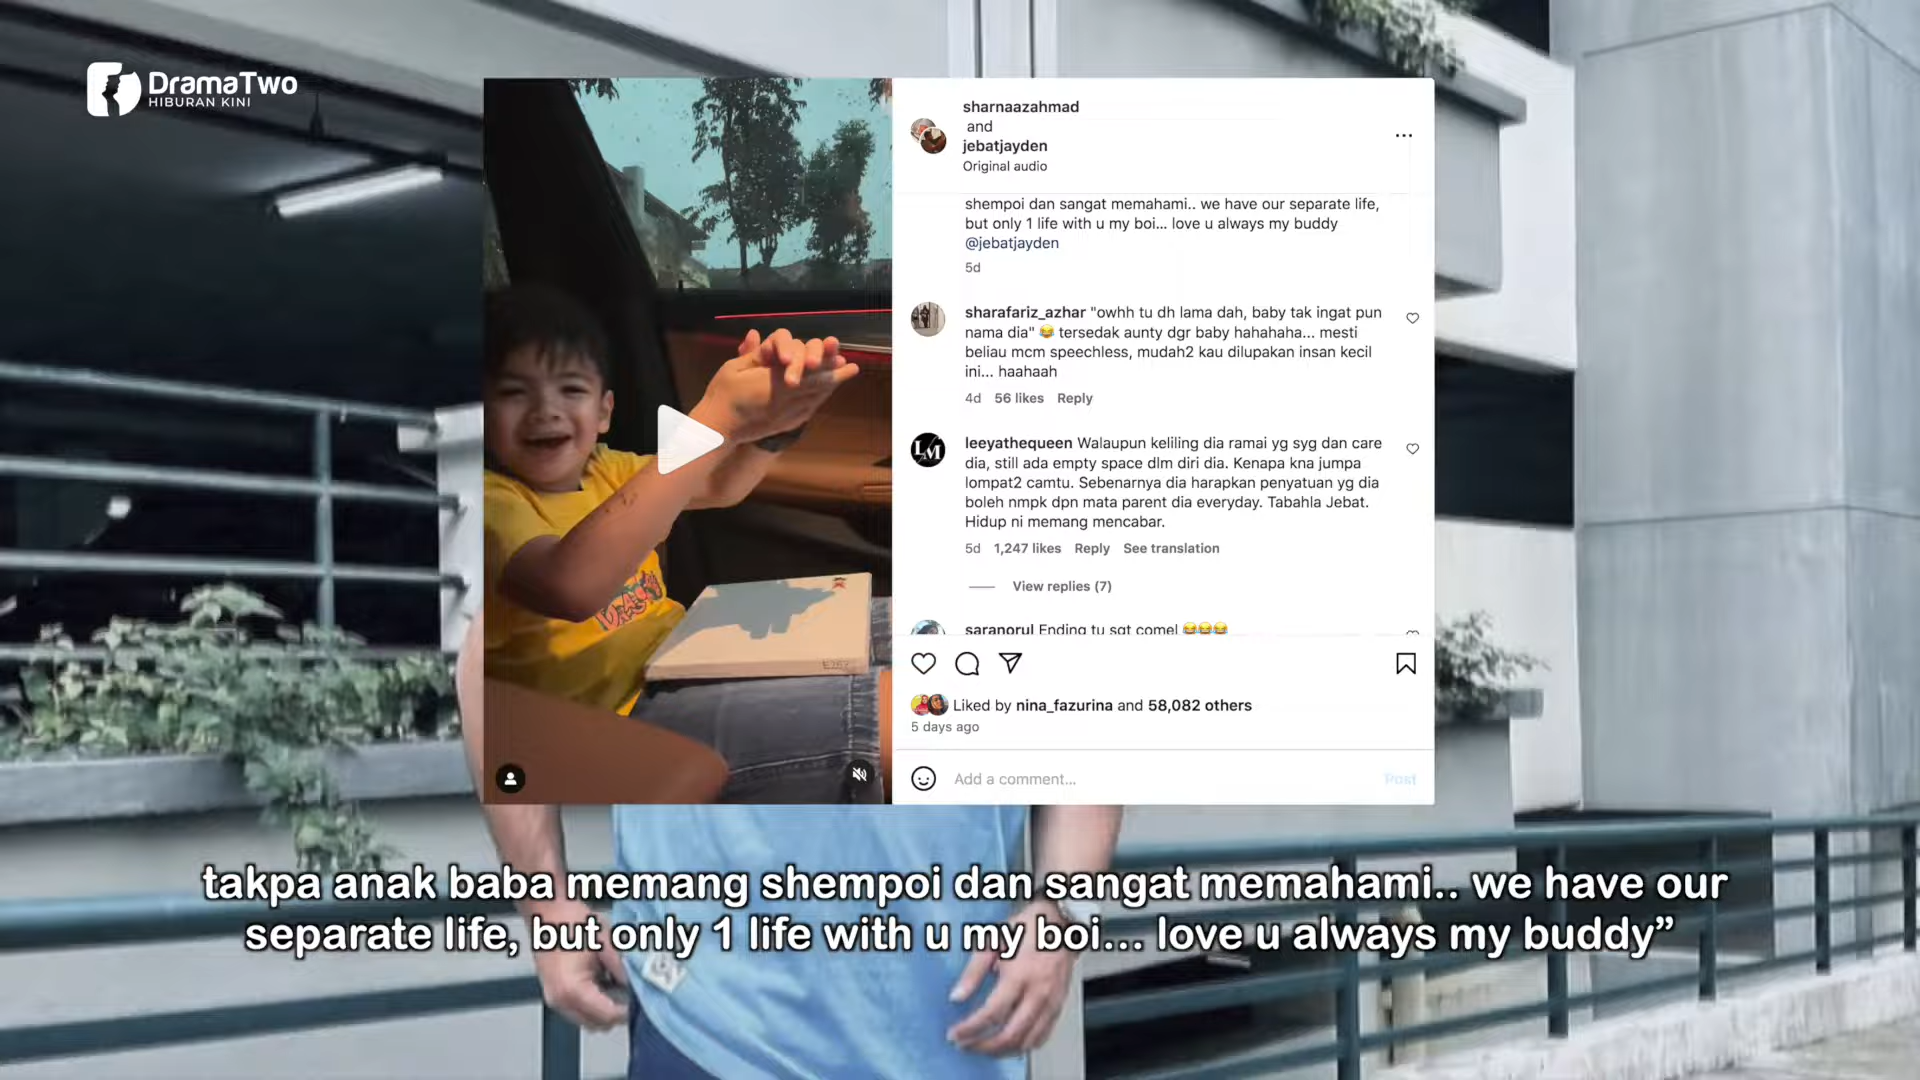 DramaTwo
HIBURAN KINI
sharnaazahmad
and
jebatjayden
Original audio
shempoi dan sangat memahami.. we have our separate life,
but only 1 life with u my boi... love u always my buddy
@jebatjayden
5d
sharafariz_azhar "owhh tu dh lama dah, baby tak ingat pun
nama dia" 😂 tersedak aunty dgr baby hahahaha... mesti
beliau mcm speechless, mudah2 kau dilupakan insan kecil
ini... haahaah
4d 56 likes Reply
LM
leeyathequeen Walaupun keliling dia ramai yg syg dan care
dia, still ada empty space dlm diri dia. Kenapa kna jumpa
lompat2 camtu. Sebenarnya dia harapkan penyatuan yg dia
boleh nmpk dpn mata parent dia everyday. Tabahla Jebat.
Hidup ni memang mencabar.
5d 1,247 likes Reply See translation
View replies (7)
saranorul Ending tu sgt comel 😂😂😂
Liked by nina_fazurina and 58,082 others
5 days ago
Add a comment...
Post
takpa anak baba memang shempoi dan sangat memahami.. we have our
separate life, but only 1 life with u my boi... love u always my buddy”